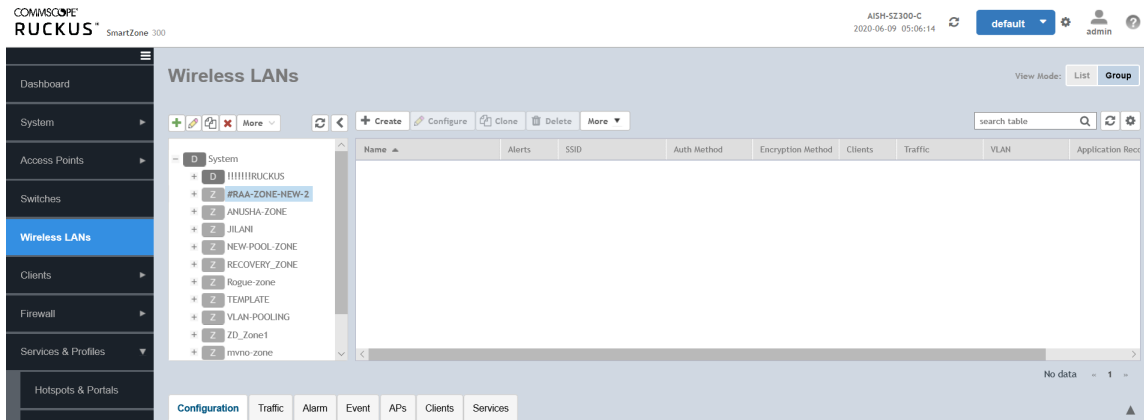 COMMSCOPE®
RUCKUS® SmartZone 300
AISH-SZ300-C
2020-06-09 05:06:14
default
admin
Dashboard
System
Access Points
Switches
Wireless LANs
Clients
Firewall
Services & Profiles
Hotspots & Portals
Wireless LANs
View Mode: List Group
More
Create Configure Clone Delete More
search table
D System
D !!!!!!!RUCKUS
Z #RAA-ZONE-NEW-2
Z ANUSHA-ZONE
Z JILANI
Z NEW-POOL-ZONE
Z RECOVERY_ZONE
Z Rogue-zone
Z TEMPLATE
Z VLAN-POOLING
Z ZD_Zone1
Z mvno-zone
Name Alerts SSID Auth Method Encryption Method Clients Traffic VLAN Application Reco
No data « 1 »
Configuration Traffic Alarm Event APs Clients Services